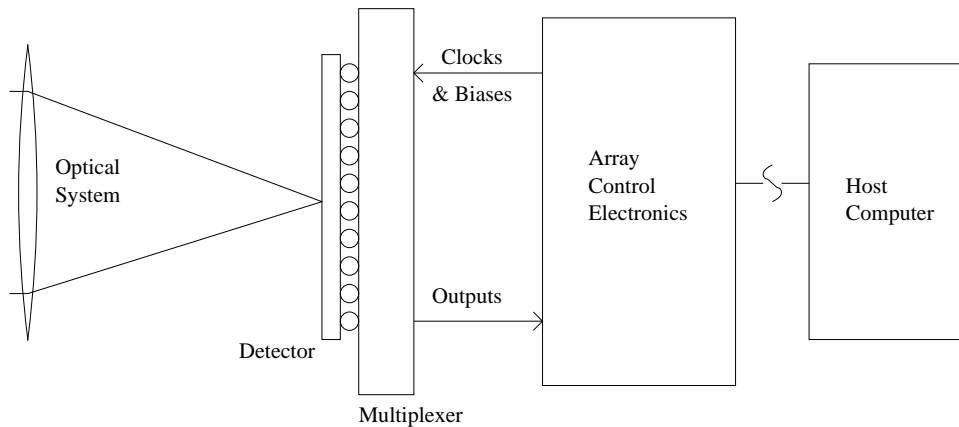 Optical
System
Detector
Multiplexer
Clocks
& Biases
Outputs
Array
Control
Electronics
Host
Computer